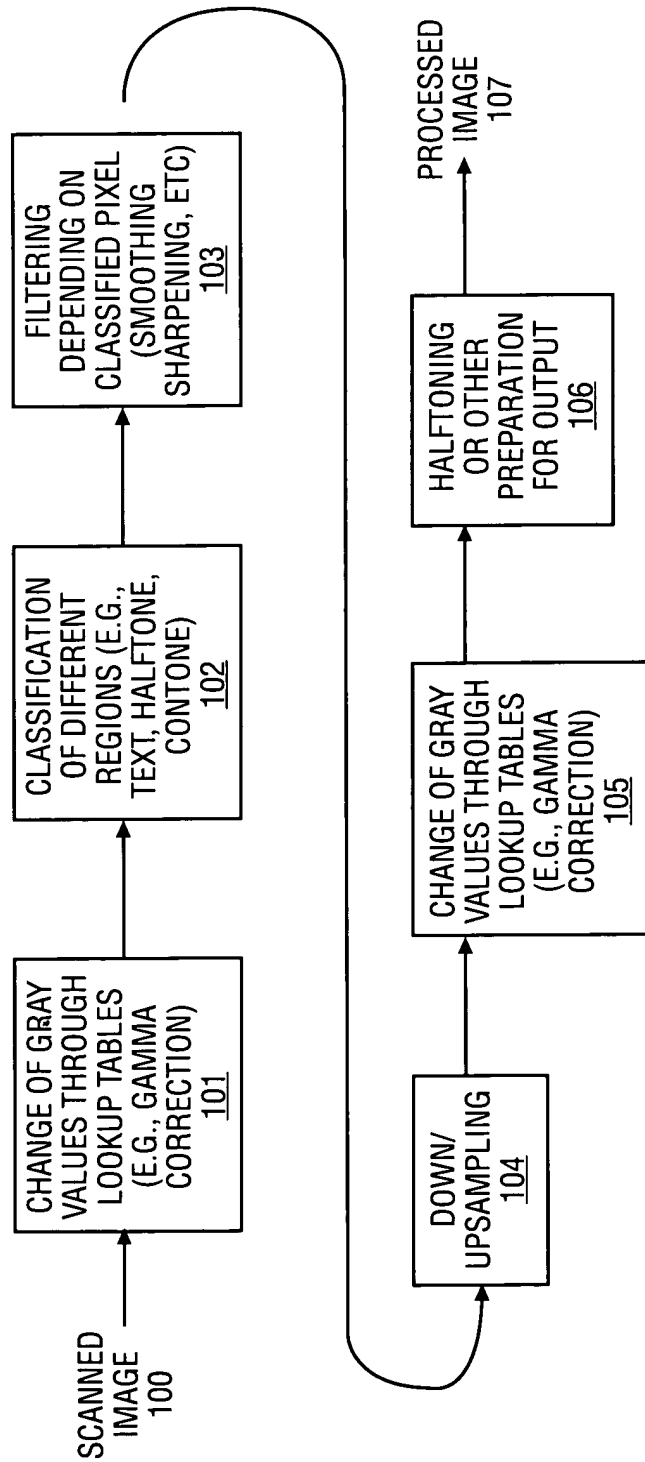 SCANNED
IMAGE
100
CHANGE OF GRAY
VALUES THROUGH
LOOKUP TABLES
(E.G., GAMMA
CORRECTION)
101
CLASSIFICATION
OF DIFFERENT
REGIONS (E.G.,
TEXT, HALFTONE,
CONTONE)
102
FILTERING
DEPENDING ON
CLASSIFIED PIXEL
(SMOOTHING
SHARPENING, ETC)
103
DOWN/
UPSAMPLING
104
CHANGE OF GRAY
VALUES THROUGH
LOOKUP TABLES
(E.G., GAMMA
CORRECTION)
105
HALFTONING
OR OTHER
PREPARATION
FOR OUTPUT
106
PROCESSED
IMAGE
107